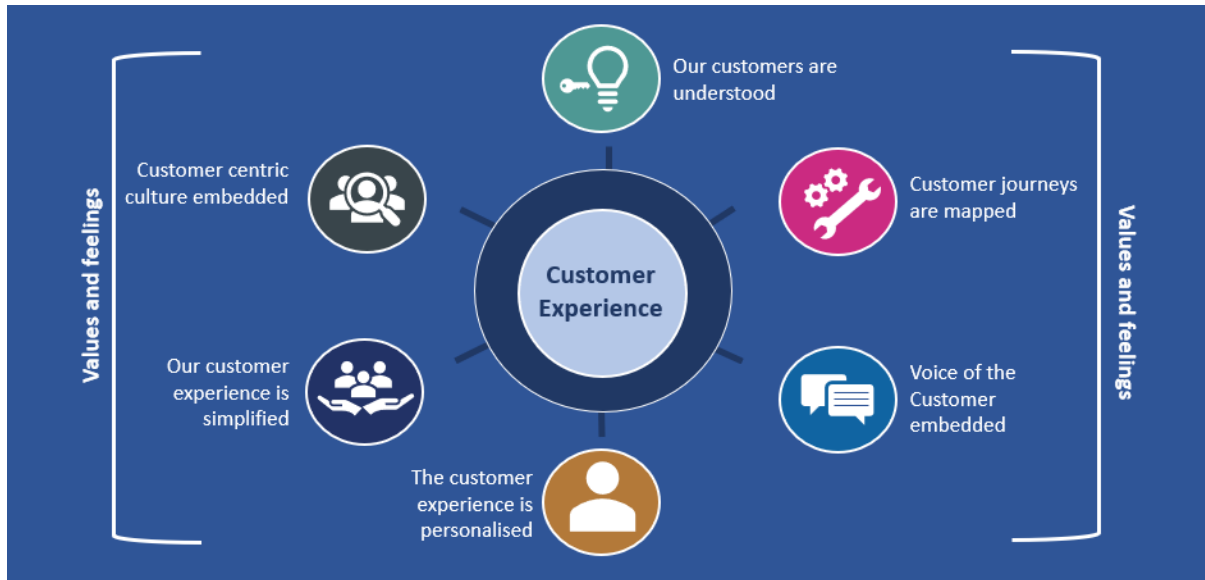 Our customers are
understood
Customer centric
culture embedded
Customer journeys
are mapped
Values and feelings
Customer
Experience
Values and feelings
Our customer
experience is
simplified
Voice of the
Customer
embedded
The customer
experience is
personalised